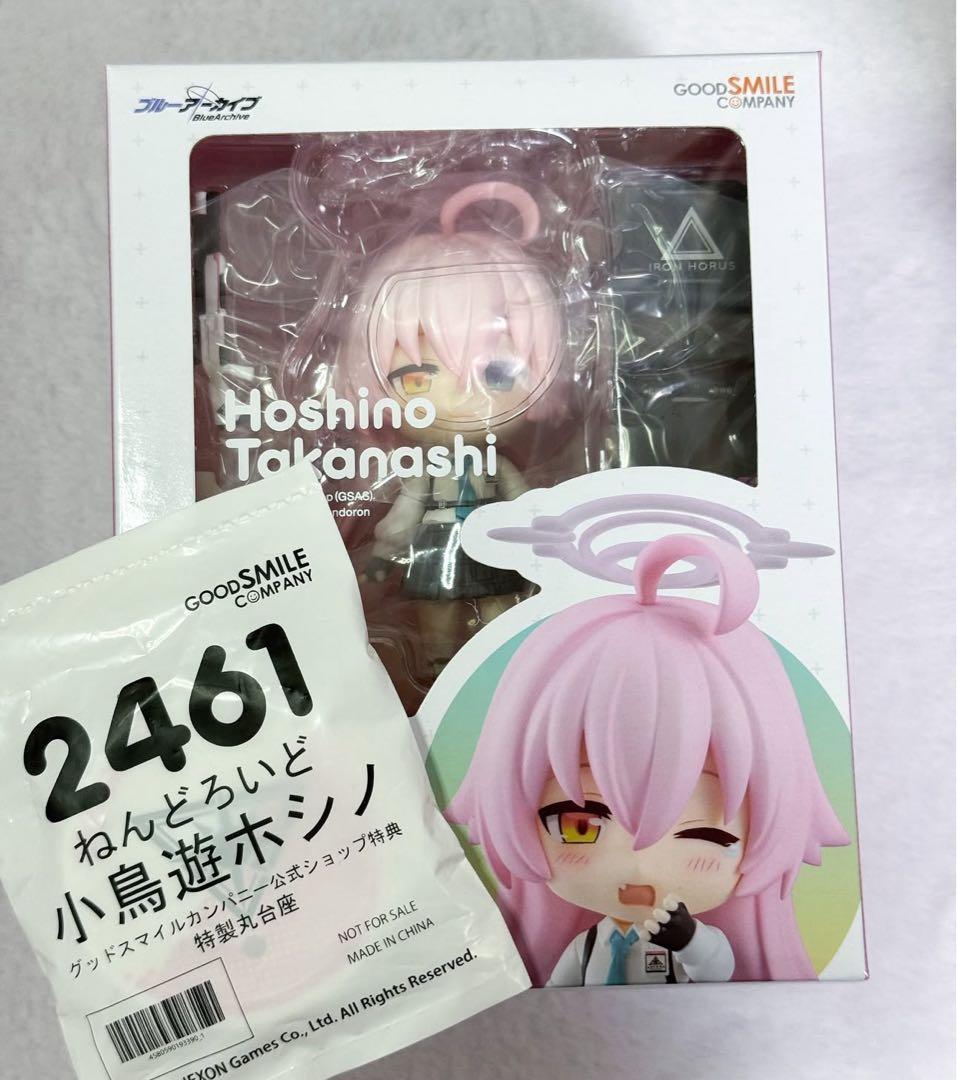 ブルーアーカイブ
BlueArchive
GOOD SMILE
COMPANY
IRON HORUS
Hoshino
Takanashi
(GSAS)
GOOD SMILE
COMPANY
2461
ねんどろいど
小鳥遊ホシノ
グッドスマイルカンパニー公式ショップ特典
特製丸台座
NOT FOR SALE
MADE IN CHINA
4580590193390_1
NEXON Games Co., Ltd. All Rights Reserved.